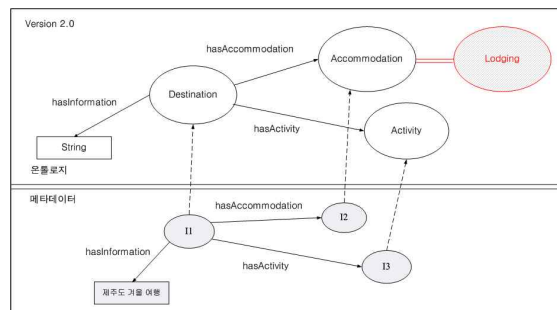 Version 2.0
hasAccommodation
Accommodation
Lodging
hasInformation
Destination
hasActivity
Activity
String
온톨로지
메타데이터
hasAccommodation
I1
I2
hasInformation
hasActivity
I3
제주도 겨울 여행